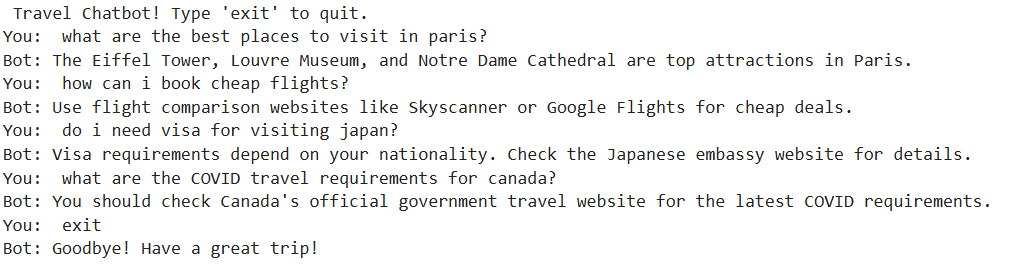 Travel Chatbot! Type 'exit' to quit.
You:  what are the best places to visit in paris?
Bot: The Eiffel Tower, Louvre Museum, and Notre Dame Cathedral are top attractions in Paris.
You:  how can i book cheap flights?
Bot: Use flight comparison websites like Skyscanner or Google Flights for cheap deals.
You:  do i need visa for visiting japan?
Bot: Visa requirements depend on your nationality. Check the Japanese embassy website for details.
You:  what are the COVID travel requirements for canada?
Bot: You should check Canada's official government travel website for the latest COVID requirements.
You:  exit
Bot: Goodbye! Have a great trip!